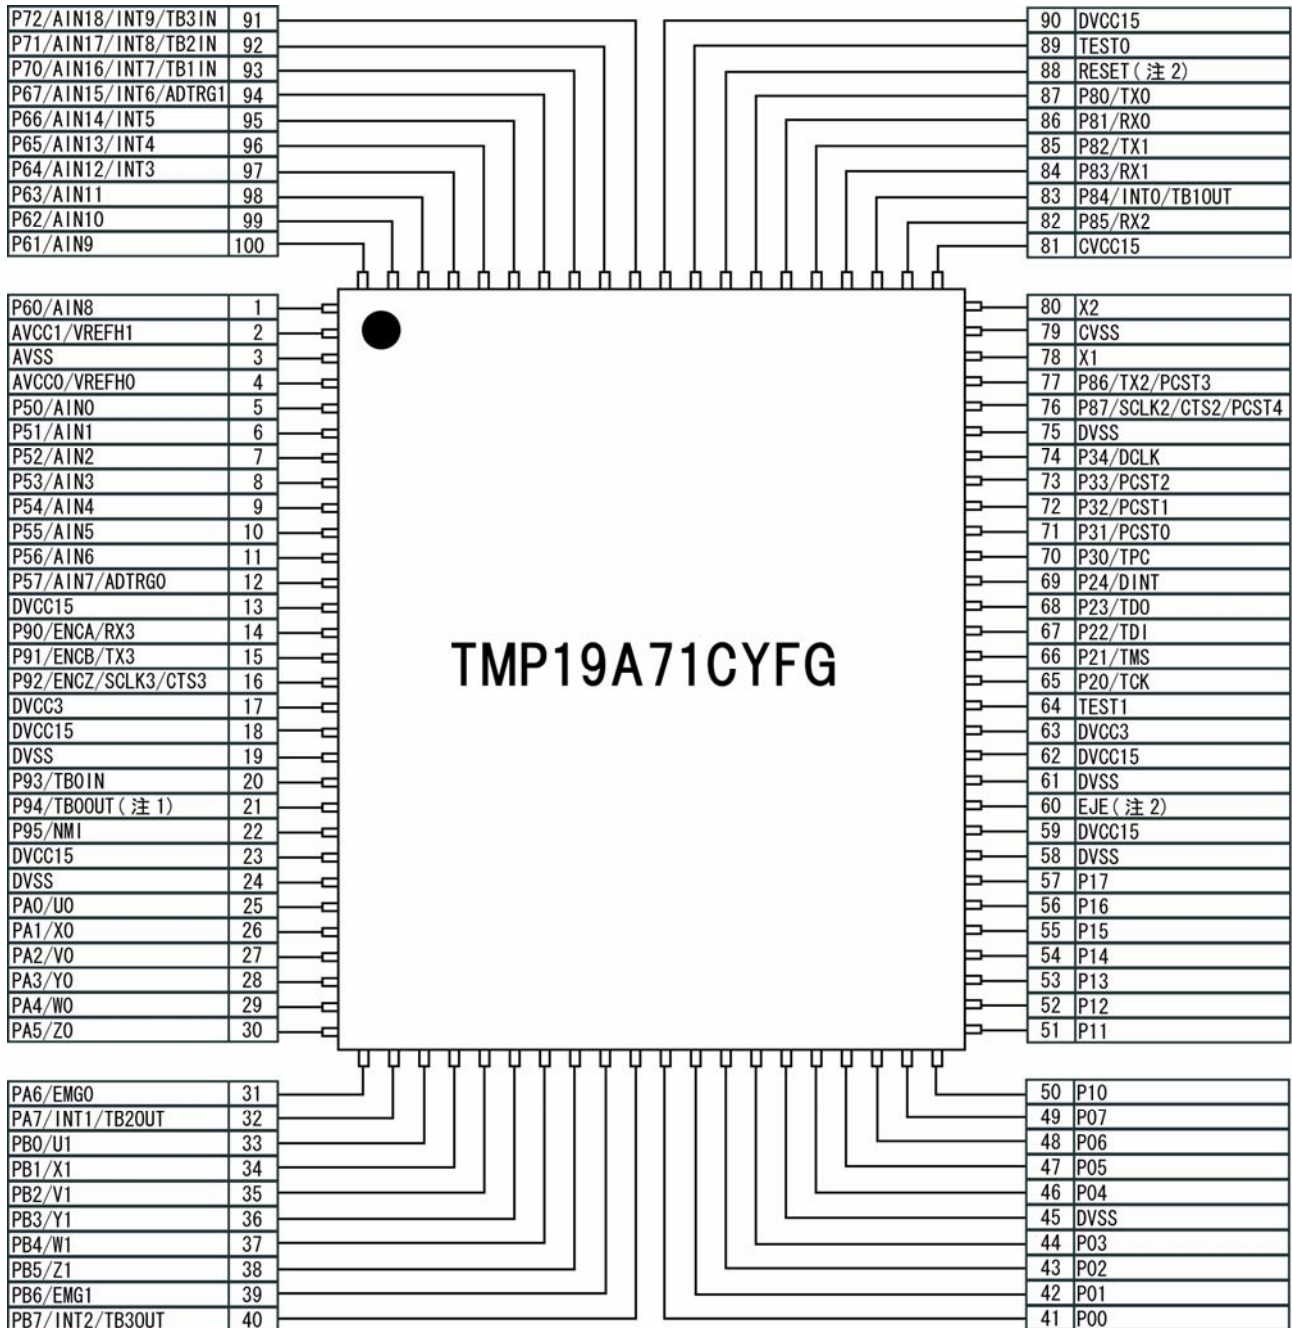 P72/AIN18/INT9/TB3IN 91
P71/AIN17/INT8/TB2IN 92
P70/AIN16/INT7/TB1IN 93
P67/AIN15/INT6/ADTRG1 94
P66/AIN14/INT5 95
P65/AIN13/INT4 96
P64/AIN12/INT3 97
P63/AIN11 98
P62/AIN10 99
P61/AIN9 100
90 DVCC15
89 TEST0
88 RESET(注2)
87 P80/TX0
86 P81/RX0
85 P82/TX1
84 P83/RX1
83 P84/INT0/TB1OUT
82 P85/RX2
81 CVCC15
P60/AIN8 1
AVCC1/VREFH1 2
AVSS 3
AVCC0/VREFH0 4
P50/AIN0 5
P51/AIN1 6
P52/AIN2 7
P53/AIN3 8
P54/AIN4 9
P55/AIN5 10
P56/AIN6 11
P57/AIN7/ADTRG0 12
DVCC15 13
P90/ENCA/RX3 14
P91/ENCB/TX3 15
P92/ENCZ/SCLK3/CTS3 16
DVCC3 17
DVCC15 18
DVSS 19
P93/TB0IN 20
P94/TB0OUT(注1) 21
P95/NMI 22
DVCC15 23
DVSS 24
PA0/U0 25
PA1/X0 26
PA2/V0 27
PA3/Y0 28
PA4/W0 29
PA5/Z0 30
TMP19A71CYFG
80 X2
79 CVSS
78 X1
77 P86/TX2/PCST3
76 P87/SCLK2/CTS2/PCST4
75 DVSS
74 P34/DCLK
73 P33/PCST2
72 P32/PCST1
71 P31/PCST0
70 P30/TPC
69 P24/DINT
68 P23/TDO
67 P22/TDI
66 P21/TMS
65 P20/TCK
64 TEST1
63 DVCC3
62 DVCC15
61 DVSS
60 EJE(注2)
59 DVCC15
58 DVSS
57 P17
56 P16
55 P15
54 P14
53 P13
52 P12
51 P11
PA6/EMG0 31
PA7/INT1/TB2OUT 32
PB0/U1 33
PB1/X1 34
PB2/V1 35
PB3/Y1 36
PB4/W1 37
PB5/Z1 38
PB6/EMG1 39
PB7/INT2/TB3OUT 40
50 P10
49 P07
48 P06
47 P05
46 P04
45 DVSS
44 P03
43 P02
42 P01
41 P00